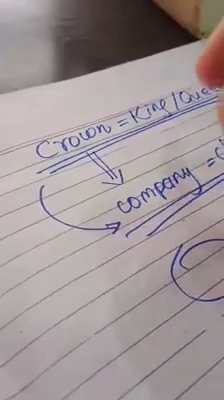 Crown = King/Que
company =